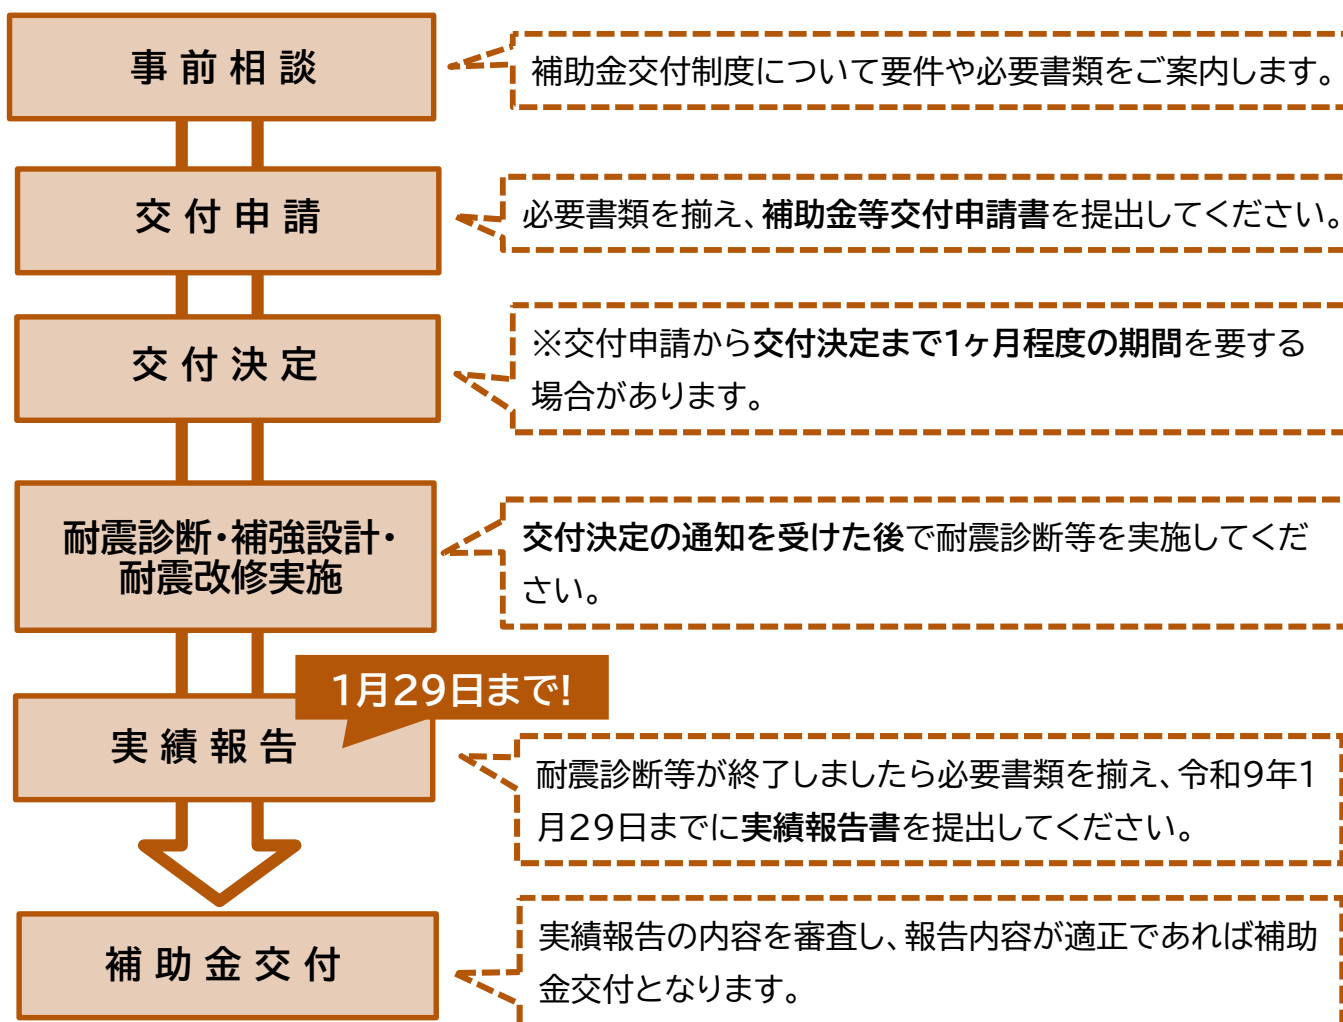 事前相談
補助金交付制度について要件や必要書類をご案内します。
交付申請
必要書類を揃え、補助金等交付申請書を提出してください。
交付決定
※交付申請から交付決定まで1ヶ月程度の期間を要する
場合があります。
耐震診断・補強設計・
耐震改修実施
交付決定の通知を受けた後で耐震診断等を実施してくだ
さい。
1月29日まで!
実績報告
耐震診断等が終了しましたら必要書類を揃え、令和9年1
月29日までに実績報告書を提出してください。
補助金交付
実績報告の内容を審査し、報告内容が適正であれば補助
金交付となります。